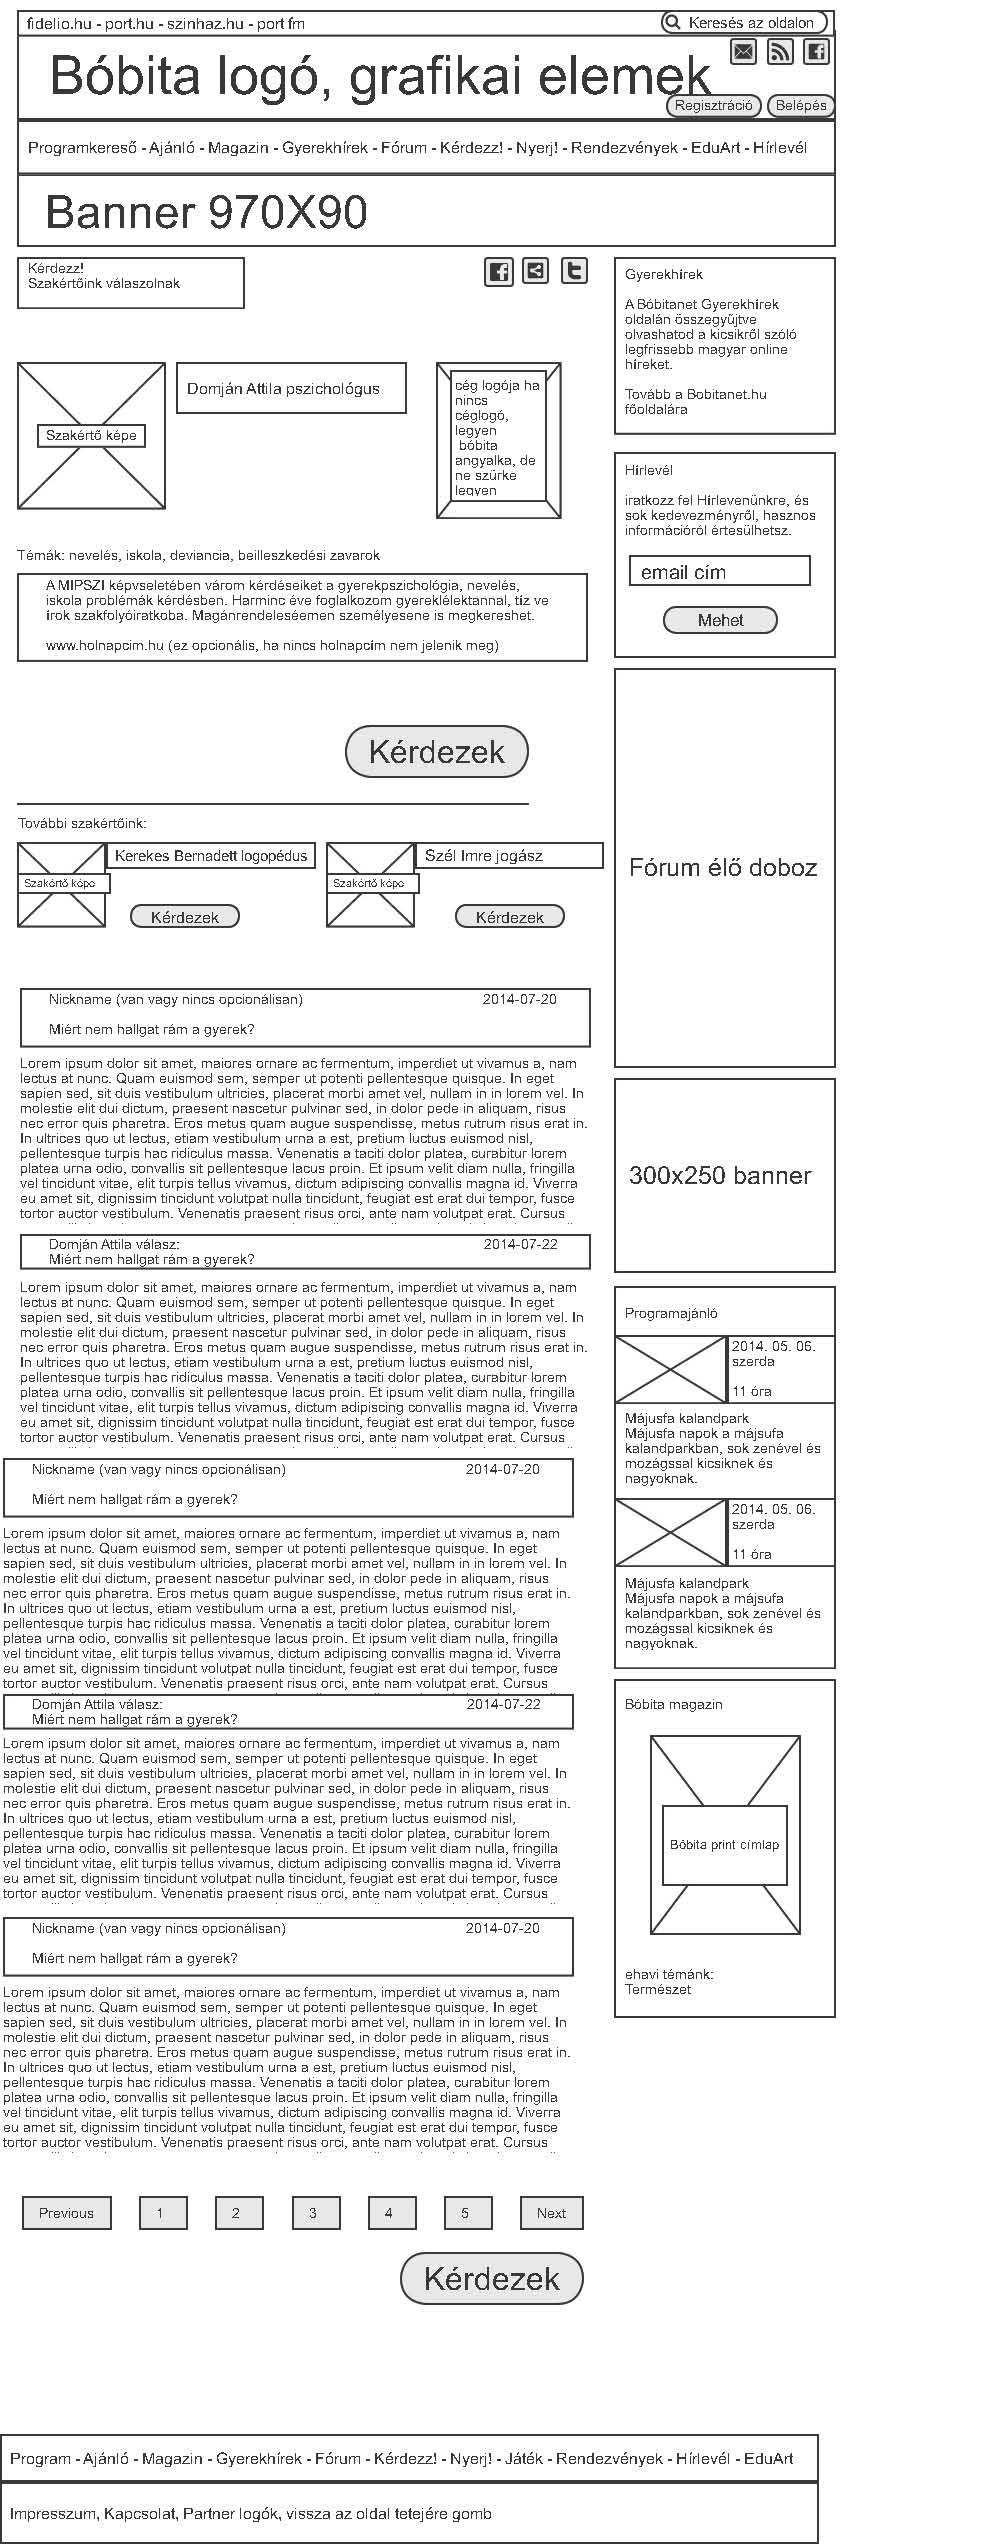 fidelio.hu - port.hu - szinhaz.hu - port fm
Keresés az oldalon
Bóbita logó, grafikai elemek
Regisztráció
Belépés
Programkereső - Ajánló - Magazin - Gyerekhírek - Fórum - Kérdezz! - Nyerj! - Rendezvények - EduArt - Hírlevél
Banner 970X90
Kérdezz!
Szakértőink válaszolnak
Szakértő képe
Domján Attila pszichológus
cég logója ha
nincs
céglogó,
legyen
bóbita
angyalka, de
ne szürke
legyen
Témák: nevelés, iskola, deviancia, beilleszkedési zavarok
A MIPSZI képvseletében várom kérdéseiket a gyerekpszichológia, nevelés,
iskola problémák kérdésben. Harminc éve foglalkozom gyereklélektannal, tíz ve
írok szakfolyóiratkoba. Magánrendeleséemen személyesene is megkereshet.
www.holnapcim.hu (ez opcionális, ha nincs holnapcím nem jelenik meg)
Kérdezek
További szakértőink:
Szakértő képe
Kerekes Bernadett logopédus
Kérdezek
Szakértő képe
Szél Imre jogász
Kérdezek
Nickname (van vagy nincs opcionálisan) 2014-07-20
Miért nem hallgat rám a gyerek?
Lorem ipsum dolor sit amet, maiores ornare ac fermentum, imperdiet ut vivamus a, nam
lectus at nunc. Quam euismod sem, semper ut potenti pellentesque quisque. In eget
sapien sed, sit duis vestibulum ultricies, placerat morbi amet vel, nullam in in lorem vel. In
molestie elit dui dictum, praesent nascetur pulvinar sed, in dolor pede in aliquam, risus
nec error quis pharetra. Eros metus quam augue suspendisse, metus rutrum risus erat in.
In ultrices quo ut lectus, etiam vestibulum urna a est, pretium luctus euismod nisl,
pellentesque turpis hac ridiculus massa. Venenatis a taciti dolor platea, curabitur lorem
platea urna odio, convallis sit pellentesque lacus proin. Et ipsum velit diam nulla, fringilla
vel tincidunt vitae, elit turpis tellus vivamus, dictum adipiscing convallis magna id. Viverra
eu amet sit, dignissim tincidunt volutpat nulla tincidunt, feugiat est erat dui tempor, fusce
tortor auctor vestibulum. Venenatis praesent risus orci, ante nam volutpat erat. Cursus
Domján Attila válasz: 2014-07-22
Miért nem hallgat rám a gyerek?
Lorem ipsum dolor sit amet, maiores ornare ac fermentum, imperdiet ut vivamus a, nam
lectus at nunc. Quam euismod sem, semper ut potenti pellentesque quisque. In eget
sapien sed, sit duis vestibulum ultricies, placerat morbi amet vel, nullam in in lorem vel. In
molestie elit dui dictum, praesent nascetur pulvinar sed, in dolor pede in aliquam, risus
nec error quis pharetra. Eros metus quam augue suspendisse, metus rutrum risus erat in.
In ultrices quo ut lectus, etiam vestibulum urna a est, pretium luctus euismod nisl,
pellentesque turpis hac ridiculus massa. Venenatis a taciti dolor platea, curabitur lorem
platea urna odio, convallis sit pellentesque lacus proin. Et ipsum velit diam nulla, fringilla
vel tincidunt vitae, elit turpis tellus vivamus, dictum adipiscing convallis magna id. Viverra
eu amet sit, dignissim tincidunt volutpat nulla tincidunt, feugiat est erat dui tempor, fusce
tortor auctor vestibulum. Venenatis praesent risus orci, ante nam volutpat erat. Cursus
Nickname (van vagy nincs opcionálisan) 2014-07-20
Miért nem hallgat rám a gyerek?
Lorem ipsum dolor sit amet, maiores ornare ac fermentum, imperdiet ut vivamus a, nam
lectus at nunc. Quam euismod sem, semper ut potenti pellentesque quisque. In eget
sapien sed, sit duis vestibulum ultricies, placerat morbi amet vel, nullam in in lorem vel. In
molestie elit dui dictum, praesent nascetur pulvinar sed, in dolor pede in aliquam, risus
nec error quis pharetra. Eros metus quam augue suspendisse, metus rutrum risus erat in.
In ultrices quo ut lectus, etiam vestibulum urna a est, pretium luctus euismod nisl,
pellentesque turpis hac ridiculus massa. Venenatis a taciti dolor platea, curabitur lorem
platea urna odio, convallis sit pellentesque lacus proin. Et ipsum velit diam nulla, fringilla
vel tincidunt vitae, elit turpis tellus vivamus, dictum adipiscing convallis magna id. Viverra
eu amet sit, dignissim tincidunt volutpat nulla tincidunt, feugiat est erat dui tempor, fusce
tortor auctor vestibulum. Venenatis praesent risus orci, ante nam volutpat erat. Cursus
Domján Attila válasz: 2014-07-22
Miért nem hallgat rám a gyerek?
Lorem ipsum dolor sit amet, maiores ornare ac fermentum, imperdiet ut vivamus a, nam
lectus at nunc. Quam euismod sem, semper ut potenti pellentesque quisque. In eget
sapien sed, sit duis vestibulum ultricies, placerat morbi amet vel, nullam in in lorem vel. In
molestie elit dui dictum, praesent nascetur pulvinar sed, in dolor pede in aliquam, risus
nec error quis pharetra. Eros metus quam augue suspendisse, metus rutrum risus erat in.
In ultrices quo ut lectus, etiam vestibulum urna a est, pretium luctus euismod nisl,
pellentesque turpis hac ridiculus massa. Venenatis a taciti dolor platea, curabitur lorem
platea urna odio, convallis sit pellentesque lacus proin. Et ipsum velit diam nulla, fringilla
vel tincidunt vitae, elit turpis tellus vivamus, dictum adipiscing convallis magna id. Viverra
eu amet sit, dignissim tincidunt volutpat nulla tincidunt, feugiat est erat dui tempor, fusce
tortor auctor vestibulum. Venenatis praesent risus orci, ante nam volutpat erat. Cursus
Nickname (van vagy nincs opcionálisan) 2014-07-20
Miért nem hallgat rám a gyerek?
Lorem ipsum dolor sit amet, maiores ornare ac fermentum, imperdiet ut vivamus a, nam
lectus at nunc. Quam euismod sem, semper ut potenti pellentesque quisque. In eget
sapien sed, sit duis vestibulum ultricies, placerat morbi amet vel, nullam in in lorem vel. In
molestie elit dui dictum, praesent nascetur pulvinar sed, in dolor pede in aliquam, risus
nec error quis pharetra. Eros metus quam augue suspendisse, metus rutrum risus erat in.
In ultrices quo ut lectus, etiam vestibulum urna a est, pretium luctus euismod nisl,
pellentesque turpis hac ridiculus massa. Venenatis a taciti dolor platea, curabitur lorem
platea urna odio, convallis sit pellentesque lacus proin. Et ipsum velit diam nulla, fringilla
vel tincidunt vitae, elit turpis tellus vivamus, dictum adipiscing convallis magna id. Viverra
eu amet sit, dignissim tincidunt volutpat nulla tincidunt, feugiat est erat dui tempor, fusce
tortor auctor vestibulum. Venenatis praesent risus orci, ante nam volutpat erat. Cursus
Previous 1 2 3 4 5 Next
Kérdezek
Gyerekhírek
A Bóbitanet Gyerekhírek
oldalán összegyűjtve
olvashatod a kicsikről szóló
legfrissebb magyar online
híreket.
Tovább a Bobitanet.hu
főoldalára
Hírlevél
iratkozz fel Hírlevenünkre, és
sok kedevezményről, hasznos
információról értesülhetsz.
email cím
Mehet
Fórum élő doboz
300x250 banner
Programajánló
2014. 05. 06.
szerda
11 óra
Májusfa kalandpark
Májusfa napok a májsufa
kalandparkban, sok zenével és
mozágssal kicsiknek és
nagyoknak.
2014. 05. 06.
szerda
11 óra
Májusfa kalandpark
Májusfa napok a májsufa
kalandparkban, sok zenével és
mozágssal kicsiknek és
nagyoknak.
Bóbita magazin
Bóbita print címlap
ehavi témánk:
Természet
Program - Ajánló - Magazin - Gyerekhírek - Fórum - Kérdezz! - Nyerj! - Játék - Rendezvények - Hírlevél - EduArt
Impresszum, Kapcsolat, Partner logók, vissza az oldal tetejére gomb